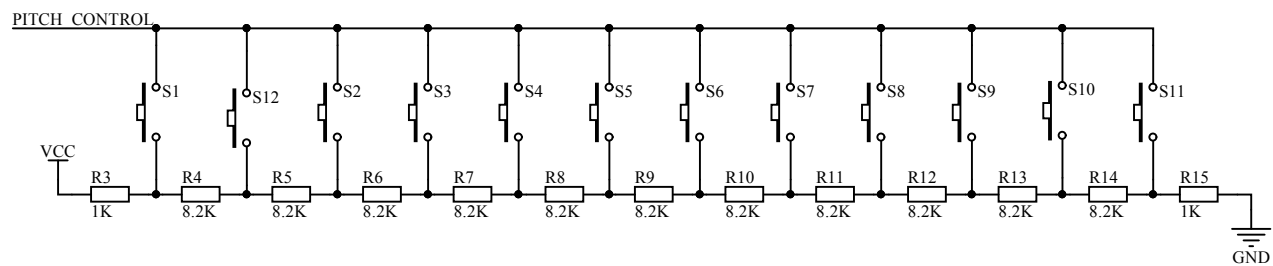 PITCH CONTROL
S1 S12 S2 S3 S4 S5 S6 S7 S8 S9 S10 S11
VCC
R3 R4 R5 R6 R7 R8 R9 R10 R11 R12 R13 R14 R15
1K 8.2K 8.2K 8.2K 8.2K 8.2K 8.2K 8.2K 8.2K 8.2K 8.2K 8.2K 1K
GND